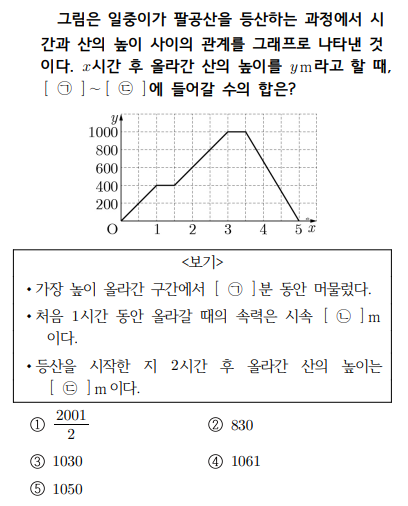 그림은 일중이가 팔공산을 등산하는 과정에서 시
간과 산의 높이 사이의 관계를 그래프로 나타낸 것
이다. x시간 후 올라간 산의 높이를 y m라고 할 때,
[ ㉠ ] ~ [ ㉢ ]에 들어갈 수의 합은?
y
1000
800
600
400
200
O 1 2 3 4 5 x
<보기>
• 가장 높이 올라간 구간에서 [ ㉠ ]분 동안 머물렀다.
• 처음 1시간 동안 올라갈 때의 속력은 시속 [ ㉡ ] m
이다.
• 등산을 시작한 지 2시간 후 올라간 산의 높이는
[ ㉢ ] m 이다.
① 2001/2 ② 830
③ 1030 ④ 1061
⑤ 1050